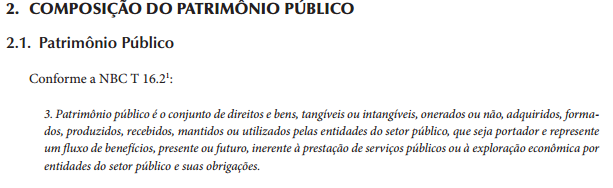 2. COMPOSIÇÃO DO PATRIMÔNIO PÚBLICO
2.1. Patrimônio Público
Conforme a NBC T 16.2¹:
3. Patrimônio público é o conjunto de direitos e bens, tangíveis ou intangíveis, onerados ou não, adquiridos, forma-
dos, produzidos, recebidos, mantidos ou utilizados pelas entidades do setor público, que seja portador e represente
um fluxo de benefícios, presente ou futuro, inerente à prestação de serviços públicos ou à exploração econômica por
entidades do setor público e suas obrigações.